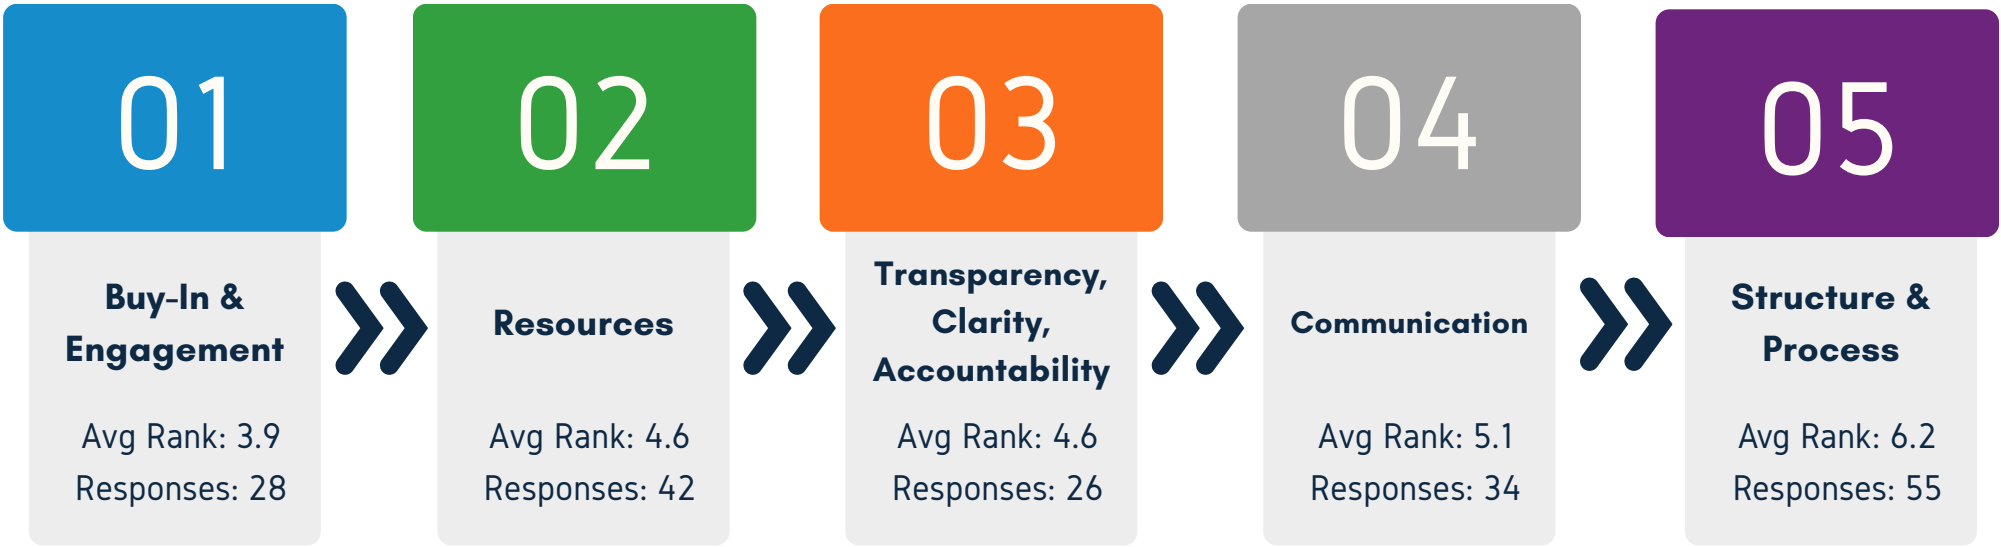 01
Buy-In &
Engagement
Avg Rank: 3.9
Responses: 28
02
Resources
Avg Rank: 4.6
Responses: 42
03
Transparency,
Clarity,
Accountability
Avg Rank: 4.6
Responses: 26
04
Communication
Avg Rank: 5.1
Responses: 34
05
Structure &
Process
Avg Rank: 6.2
Responses: 55